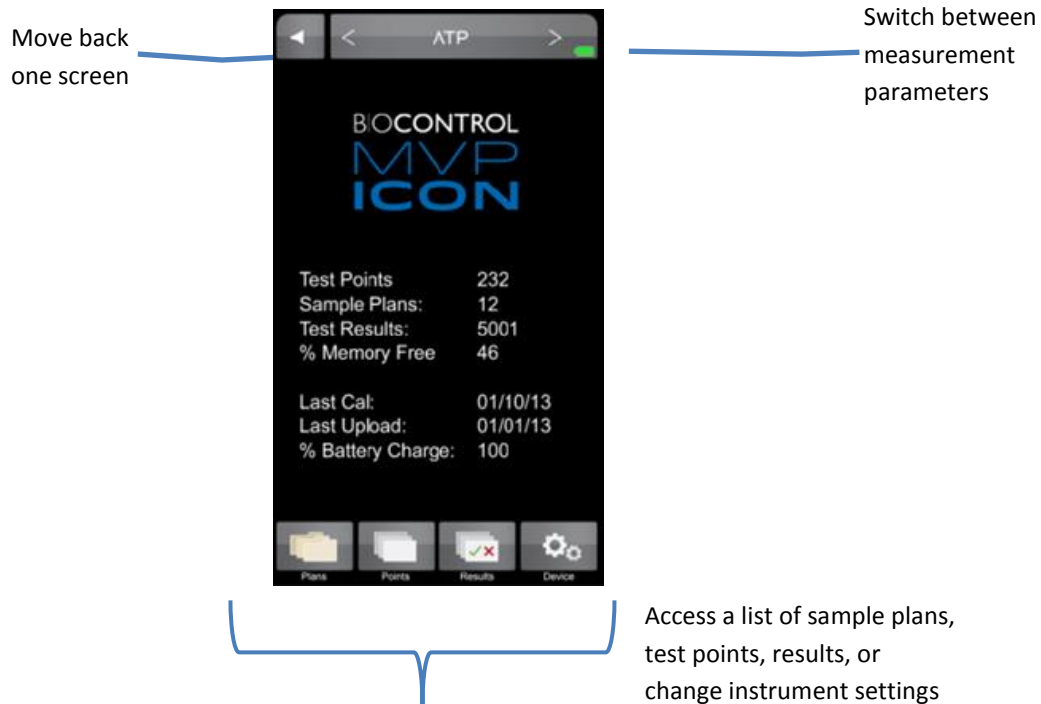 Move back
one screen
Switch between
measurement
parameters
< ATP >
BIOCONTROL
MVP
ICON
Test Points 232
Sample Plans: 12
Test Results: 5001
% Memory Free 46
Last Cal: 01/10/13
Last Upload: 01/01/13
% Battery Charge: 100
Plans Points Results Device
Access a list of sample plans,
test points, results, or
change instrument settings